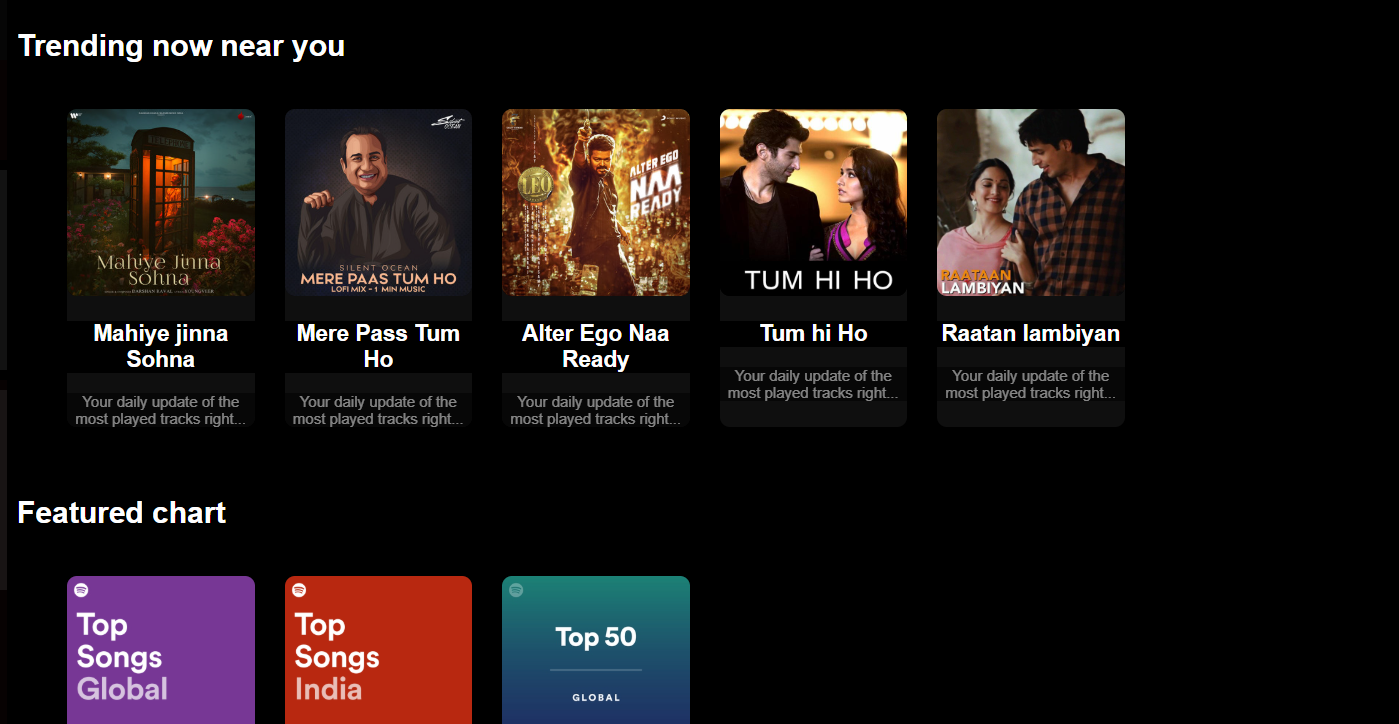 Trending now near you
Mahiye Jinna
Sohna
Silent
OCEAN
SILENT OCEAN
MERE PAAS TUM HO
LOFI MIX - 1 MIN MUSIC
LEO
ALTER EGO
NAA
READY
TUM HI HO
RAATAAN
LAMBIYAN
Mahiye jinna
Sohna
Mere Pass Tum
Ho
Alter Ego Naa
Ready
Tum hi Ho
Raatan lambiyan
Your daily update of the
most played tracks right...
Your daily update of the
most played tracks right...
Your daily update of the
most played tracks right...
Your daily update of the
most played tracks right...
Your daily update of the
most played tracks right...
Featured chart
Top
Songs
Global
Top
Songs
India
Top 50
GLOBAL